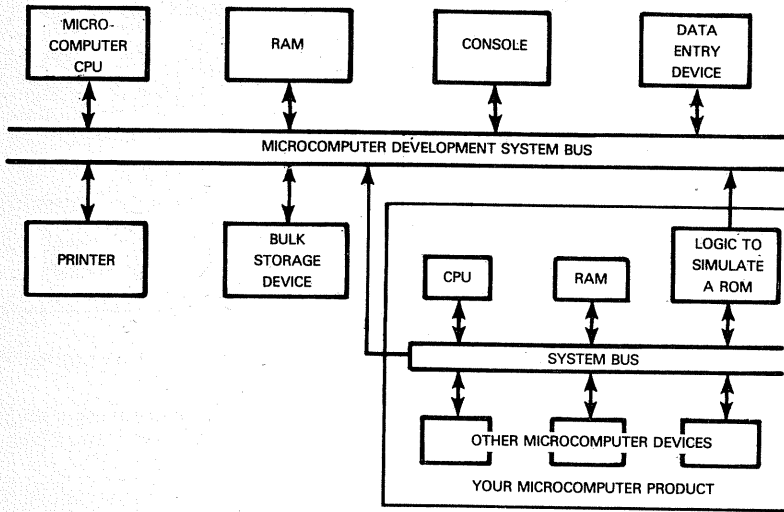 MICRO-
COMPUTER
CPU
RAM
CONSOLE
DATA
ENTRY
DEVICE
MICROCOMPUTER DEVELOPMENT SYSTEM BUS
PRINTER
BULK
STORAGE
DEVICE
LOGIC TO
SIMULATE
A ROM
CPU
RAM
SYSTEM BUS
OTHER MICROCOMPUTER DEVICES
YOUR MICROCOMPUTER PRODUCT